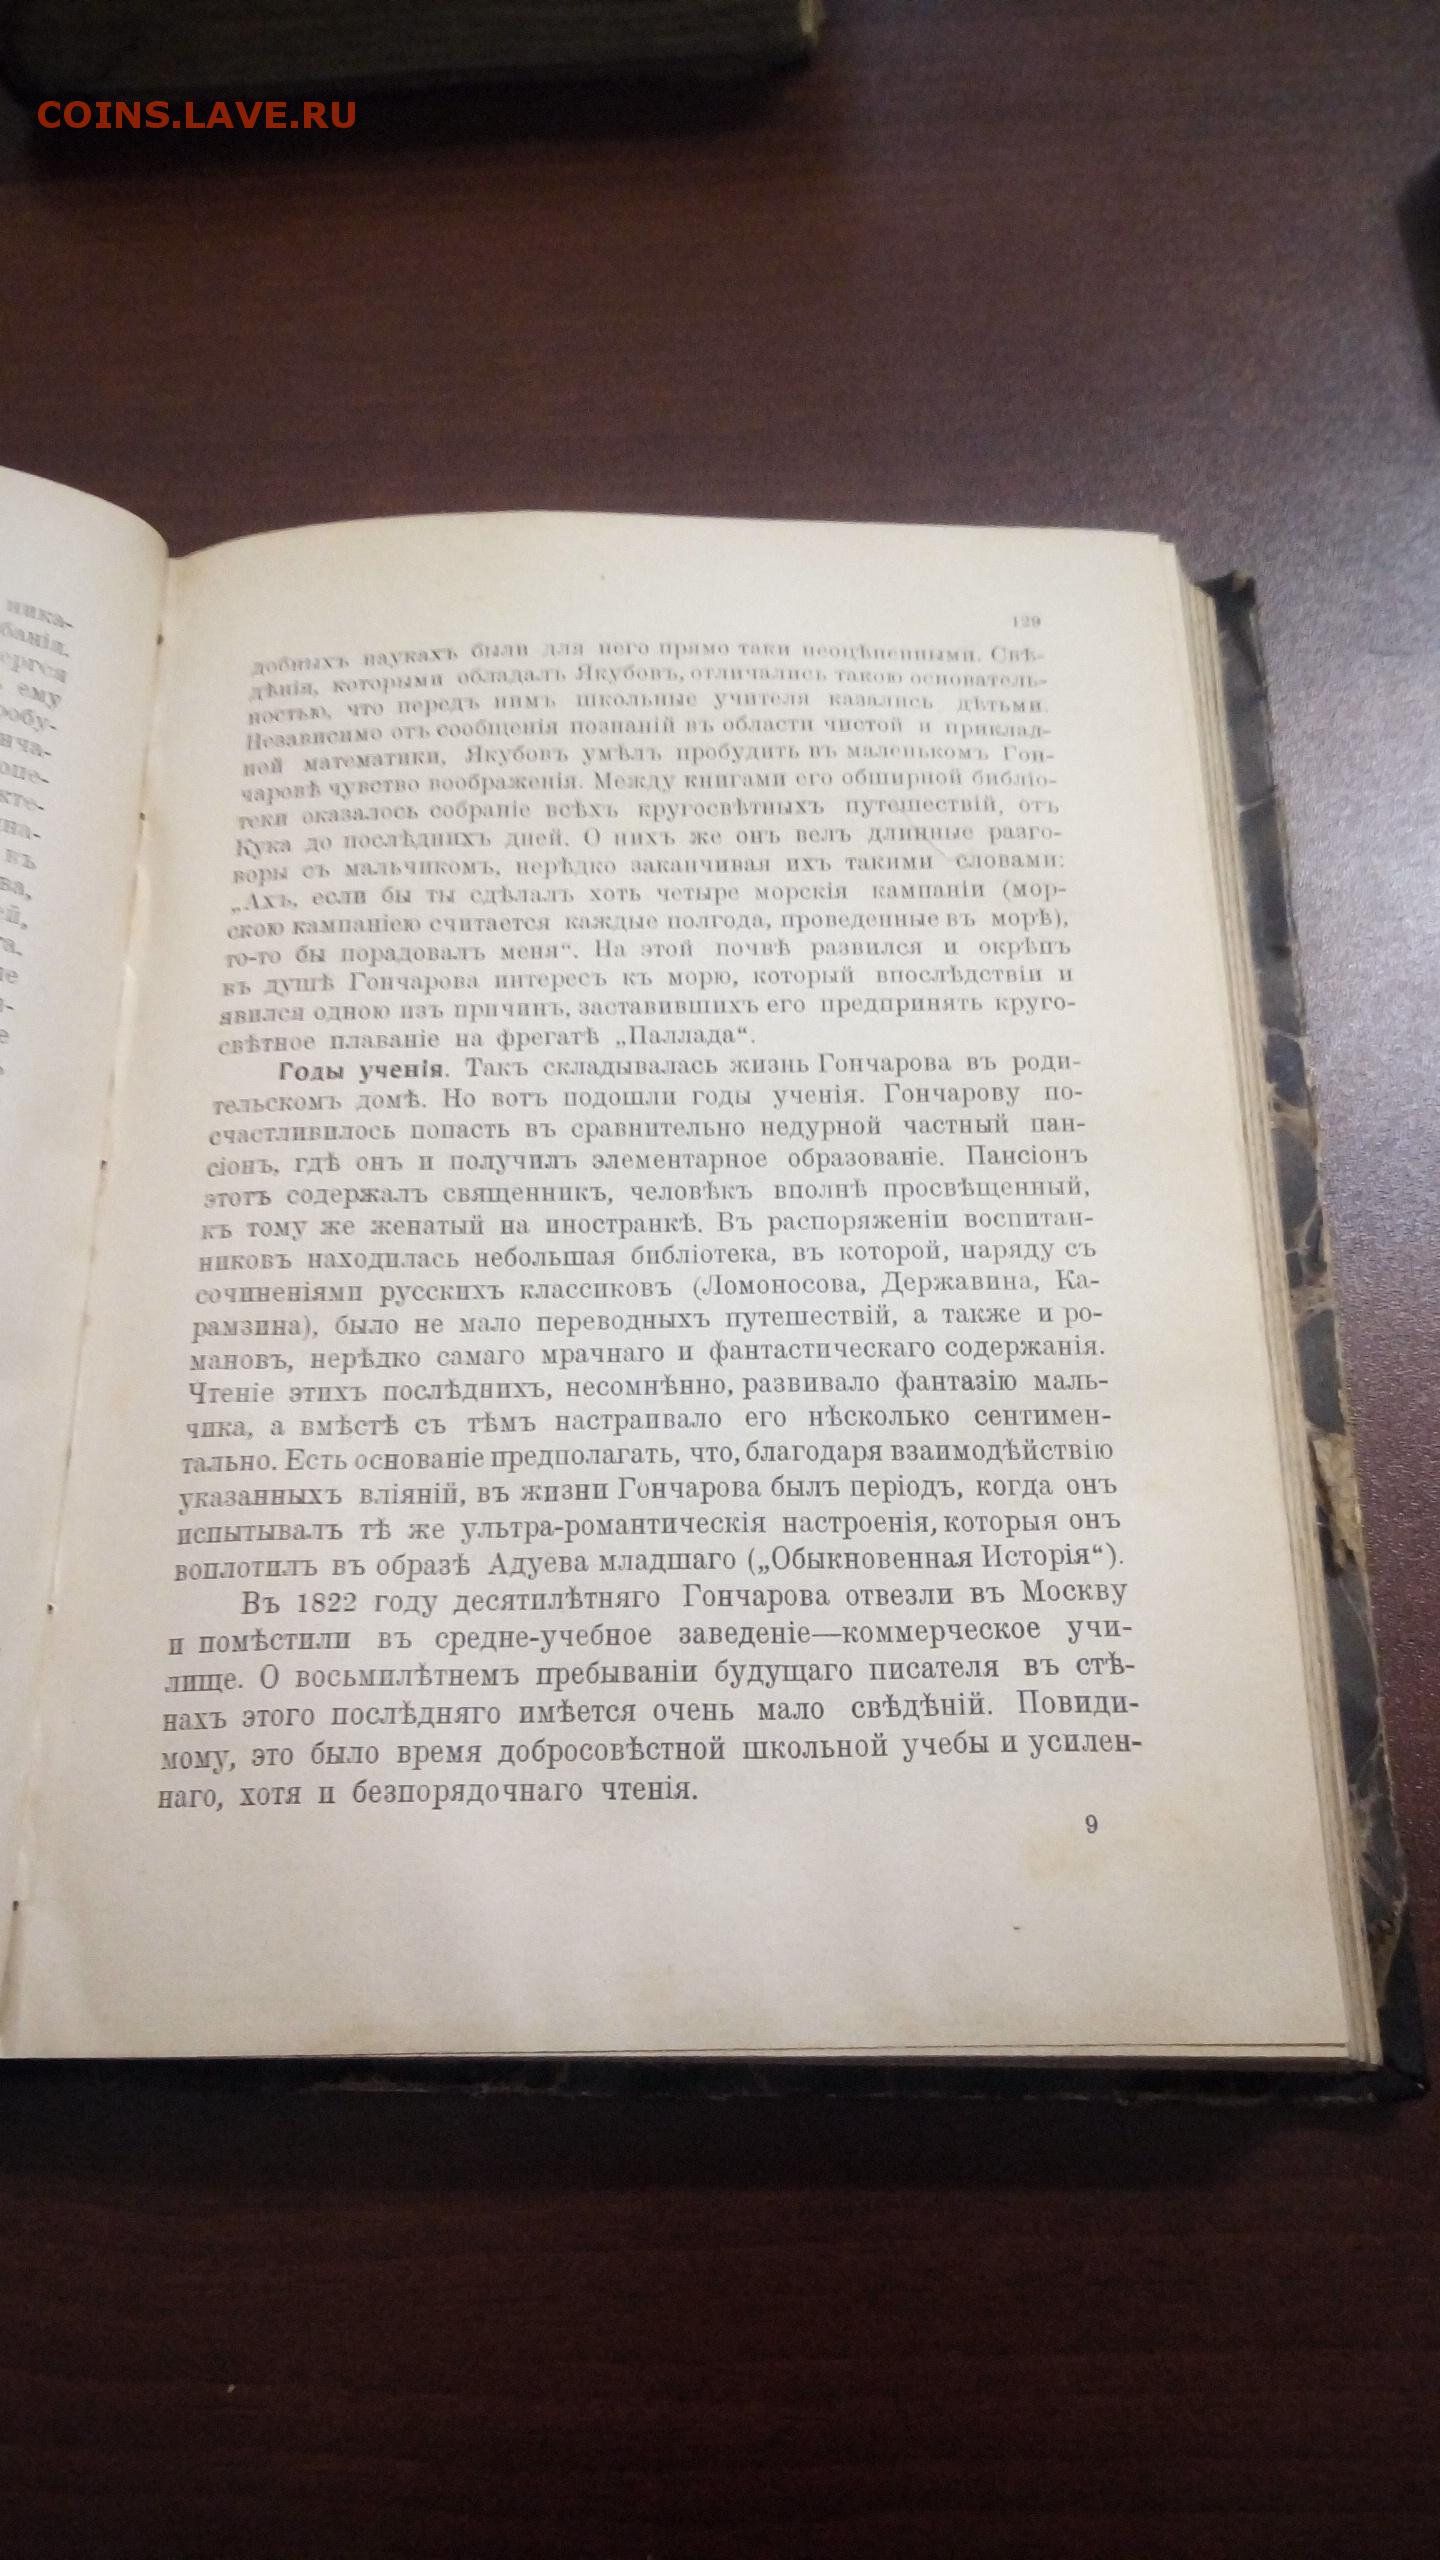 COINS.LAVE.RU
ника-
банія.
ему
робу-
нча-
опе-
кте-
въ
129
добныхъ наукахъ были для него прямо таки неоцѣненными. Свѣ-
дѣнія, которыми обладалъ Якубовъ, отличались такою основатель-
ностью, что передъ нимъ школьные учителя казались дѣтьми.
Независимо отъ сообщенія познаній въ области чистой и приклад-
ной математики, Якубовъ умѣлъ пробудить въ маленькомъ Гон-
чаровѣ чувство воображенія. Между книгами его обширной библіо-
теки оказалось собраніе всѣхъ кругосвѣтныхъ путешествій, отъ
Кука до послѣднихъ дней. О нихъ же онъ велъ длинные разго-
воры съ мальчикомъ, нерѣдко заканчивая ихъ такими словами:
„Ахъ, если бы ты сдѣлалъ хоть четыре морскія кампаніи (мор-
скою кампаніею считается каждые полгода, проведенные въ морѣ),
то-то бы порадовалъ меня“. На этой почвѣ развился и окрѣпъ
въ душѣ Гончарова интересъ къ морю, который впослѣдствіи и
явился одною изъ причинъ, заставившихъ его предпринять круго-
свѣтное плаваніе на фрегатѣ „Паллада“.
Годы ученія. Такъ складывалась жизнь Гончарова въ роди-
тельскомъ домѣ. Но вотъ подошли годы ученія. Гончарову по-
счастливилось попасть въ сравнительно недурной частный пан-
сіонъ, гдѣ онъ и получилъ элементарное образованіе. Пансіонъ
этотъ содержалъ священникъ, человѣкъ вполнѣ просвѣщенный,
къ тому же женатый на иностранкѣ. Въ распоряженіи воспитан-
никовъ находилась небольшая библіотека, въ которой, наряду съ
сочиненіями русскихъ классиковъ (Ломоносова, Державина, Ка-
рамзина), было не мало переводныхъ путешествій, а также и ро-
мановъ, нерѣдко самаго мрачнаго и фантастическаго содержанія.
Чтеніе этихъ послѣднихъ, несомнѣнно, развивало фантазію маль-
чика, а вмѣстѣ съ тѣмъ настраивало его нѣсколько сентимен-
тально. Есть основаніе предполагать, что, благодаря взаимодѣйствію
указанныхъ вліяній, въ жизни Гончарова былъ періодъ, когда онъ
испытывалъ тѣ же ультра-романтическія настроенія, которыя онъ
воплотилъ въ образѣ Адуева младшаго („Обыкновенная Исторія“).
Въ 1822 году десятилѣтняго Гончарова отвезли въ Москву
и помѣстили въ средне-учебное заведеніе—коммерческое учи-
лище. О восьмилѣтнемъ пребываніи будущаго писателя въ стѣ-
нахъ этого послѣдняго имѣется очень мало свѣдѣній. Повиди-
мому, это было время добросовѣстной школьной учебы и усилен-
наго, хотя и безпорядочнаго чтенія.
9